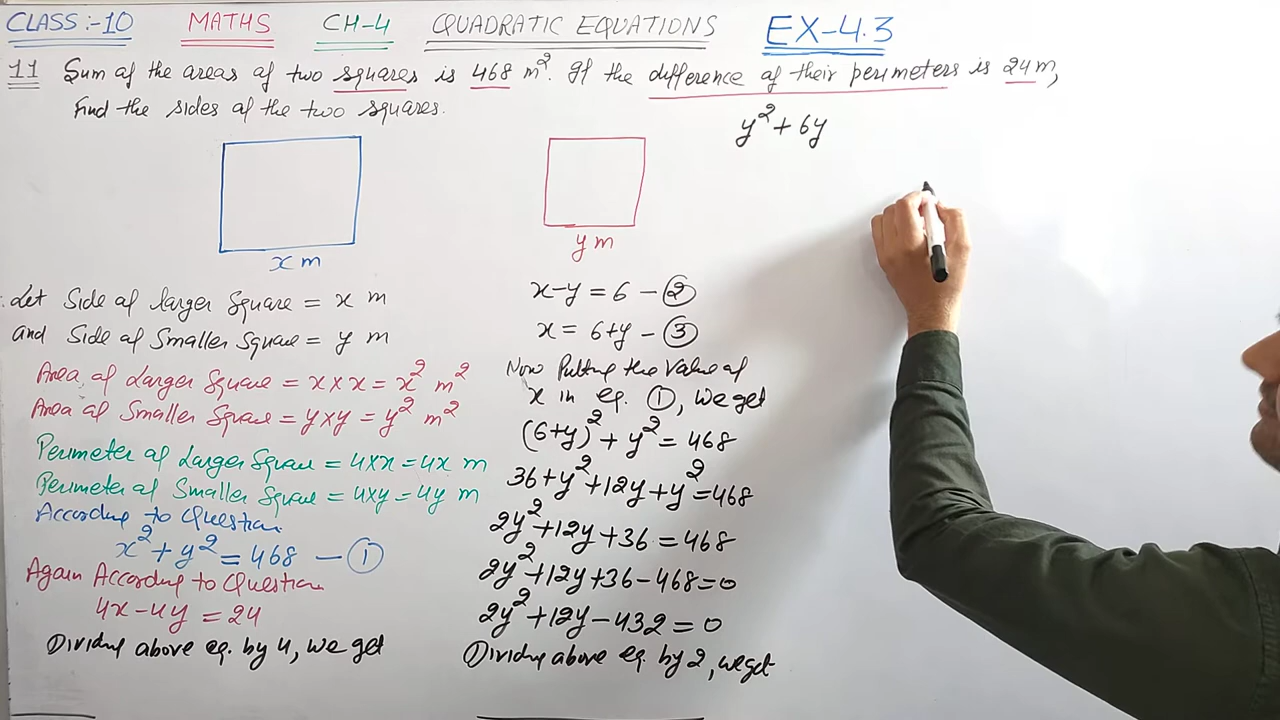 CLASS:-10 MATHS CH-4 QUADRATIC EQUATIONS EX-4.3
11 Sum of the areas of two squares is 468 m². If the difference of their perimeters is 24m,
find the sides of the two squares.
x m
Let Side of larger Square = x m
and Side of Smaller Square = y m
Area of Larger Square = x×x = x² m²
Area of Smaller Square = y×y = y² m²
Perimeter of Larger Square = 4×x = 4x m
Perimeter of Smaller Square = 4×y = 4y m
According to Question
x² + y² = 468 — ①
Again According to Question
4x - 4y = 24
Dividing above eq. by 4, we get
y m
x-y = 6 — ②
x = 6+y — ③
Now Putting the Value of
x in eq. ①, we get
(6+y)² + y² = 468
36+y²+12y+y²=468
2y²+12y+36 = 468
2y²+12y+36-468=0
2y²+12y-432 = 0
Dividing above eq. by 2, we get
y² + 6y